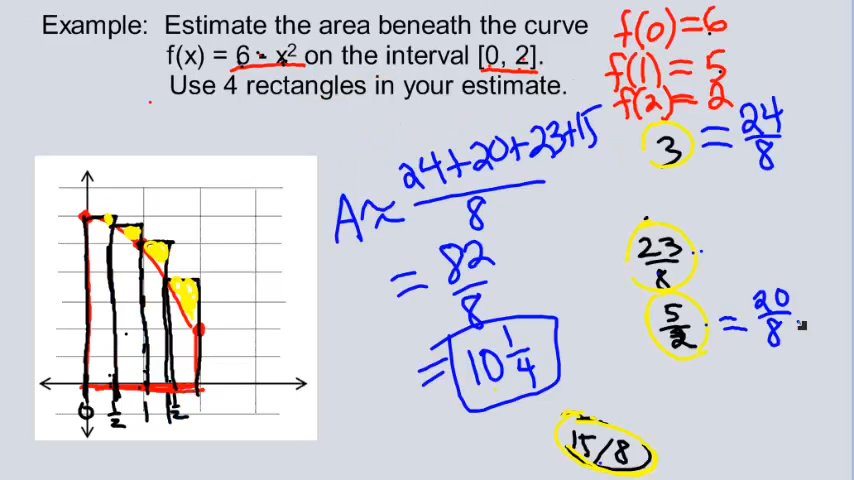 Example: Estimate the area beneath the curve
f(x) = 6 - x² on the interval [0, 2].
Use 4 rectangles in your estimate.
f(0)=6
f(1)=5
f(2)=2
3 = 24/8
A≈ 24+20+23+15/8
= 82/8
= 10 1/4
23/8
5/2 = 20/8
15/8
0 1/2 1 1/2